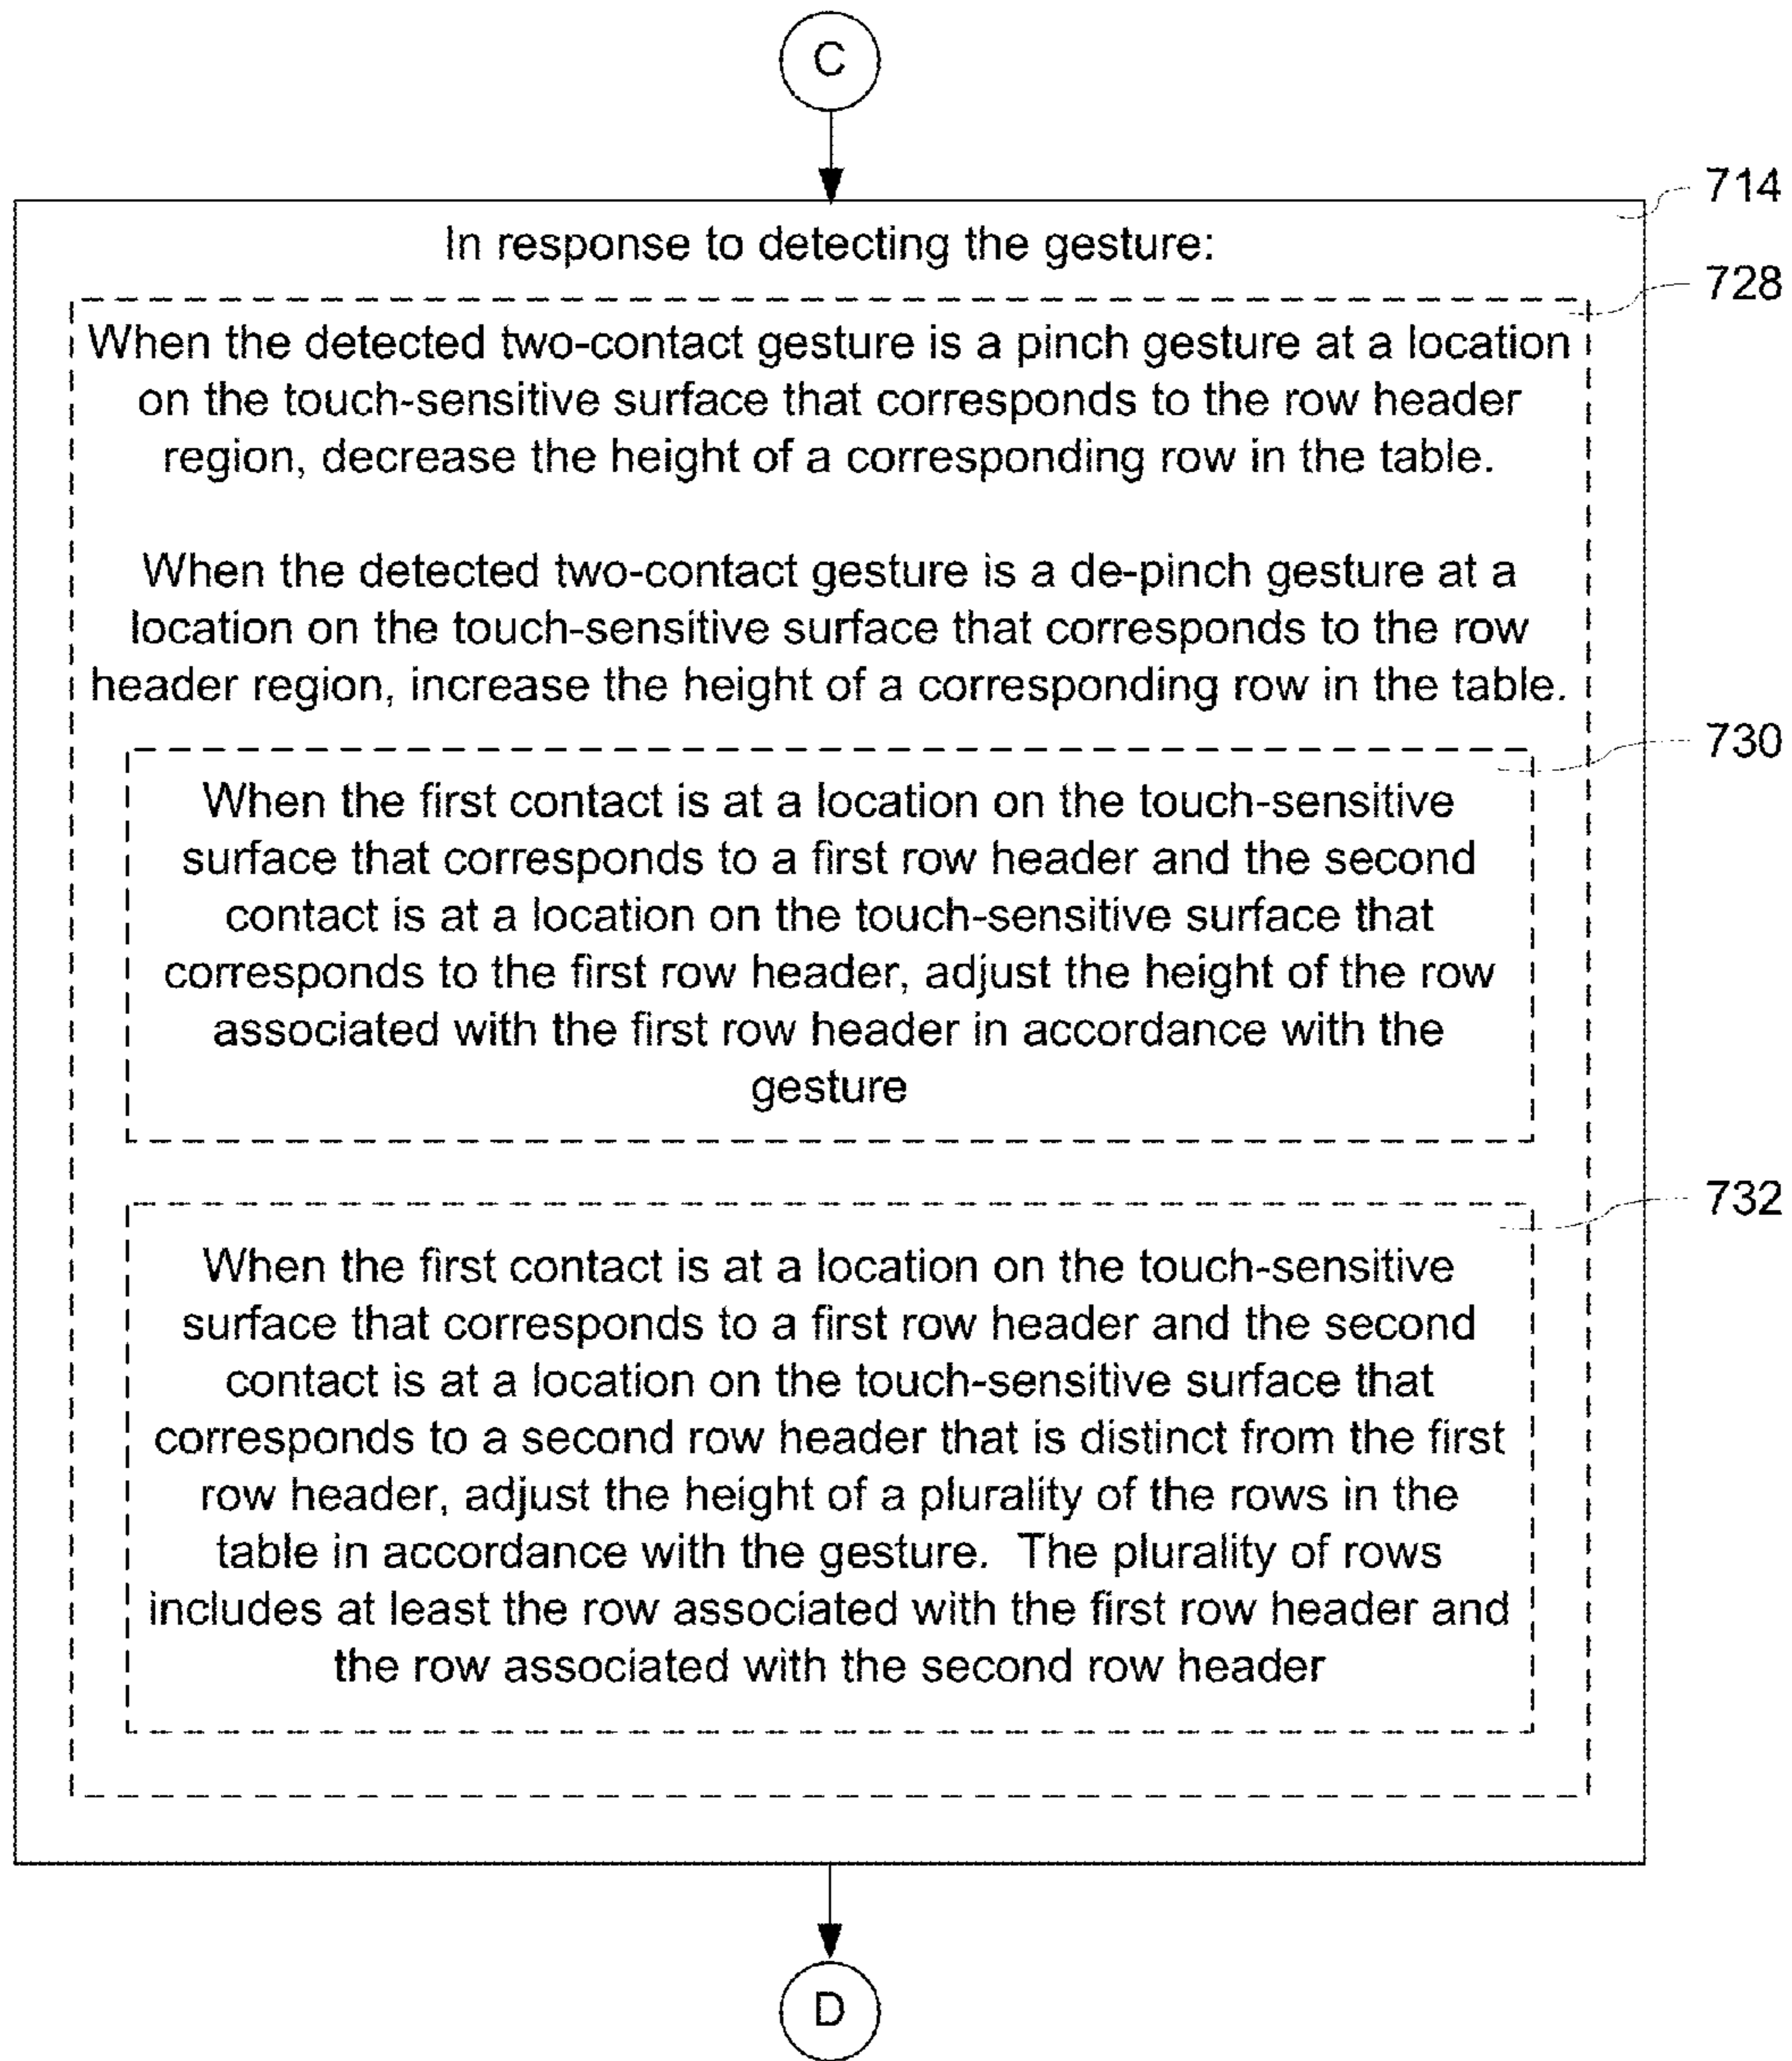 C
714
In response to detecting the gesture:
728
When the detected two-contact gesture is a pinch gesture at a location
on the touch-sensitive surface that corresponds to the row header
region, decrease the height of a corresponding row in the table.
When the detected two-contact gesture is a de-pinch gesture at a
location on the touch-sensitive surface that corresponds to the row
header region, increase the height of a corresponding row in the table.
730
When the first contact is at a location on the touch-sensitive
surface that corresponds to a first row header and the second
contact is at a location on the touch-sensitive surface that
corresponds to the first row header, adjust the height of the row
associated with the first row header in accordance with the
gesture
732
When the first contact is at a location on the touch-sensitive
surface that corresponds to a first row header and the second
contact is at a location on the touch-sensitive surface that
corresponds to a second row header that is distinct from the first
row header, adjust the height of a plurality of the rows in the
table in accordance with the gesture.  The plurality of rows
includes at least the row associated with the first row header and
the row associated with the second row header
D